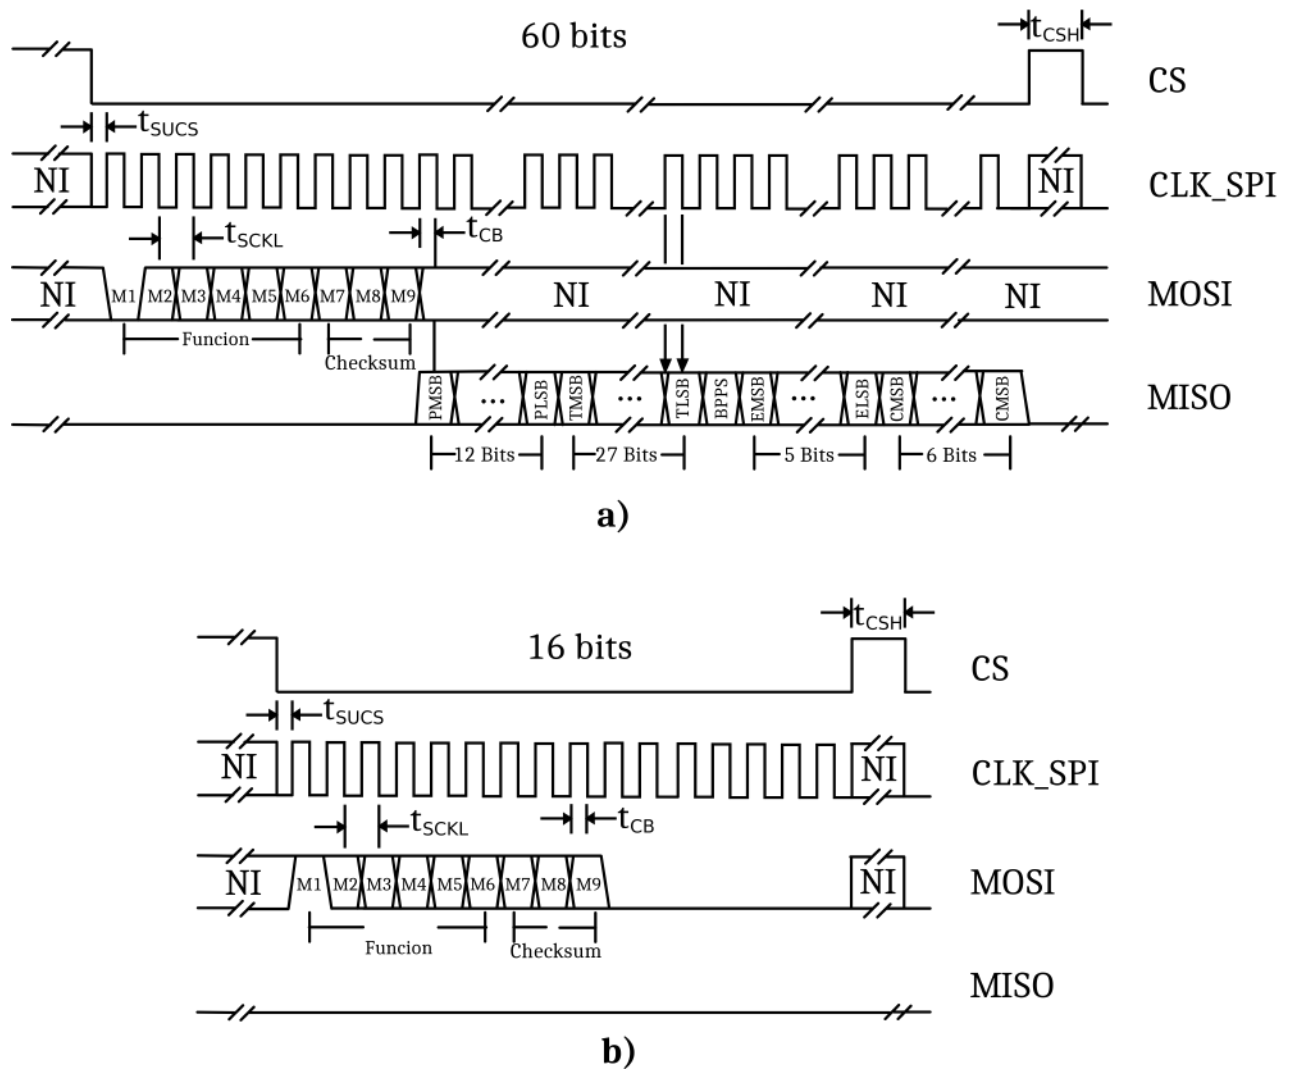 60 bits
tCSH
CS
tSUCS
NI NI CLK_SPI
tSCKL tCB
NI M1 M2 M3 M4 M5 M6 M7 M8 M9 NI NI NI NI MOSI
Funcion
Checksum
PMSB ... PLSB TMSB ... TLSB BPPS EMSB ... ELSB CMSB ... CMSB MISO
12 Bits 27 Bits 5 Bits 6 Bits
a)
16 bits
tCSH
CS
tSUCS
NI NI CLK_SPI
tSCKL tCB
NI M1 M2 M3 M4 M5 M6 M7 M8 M9 NI MOSI
Funcion Checksum
MISO
b)